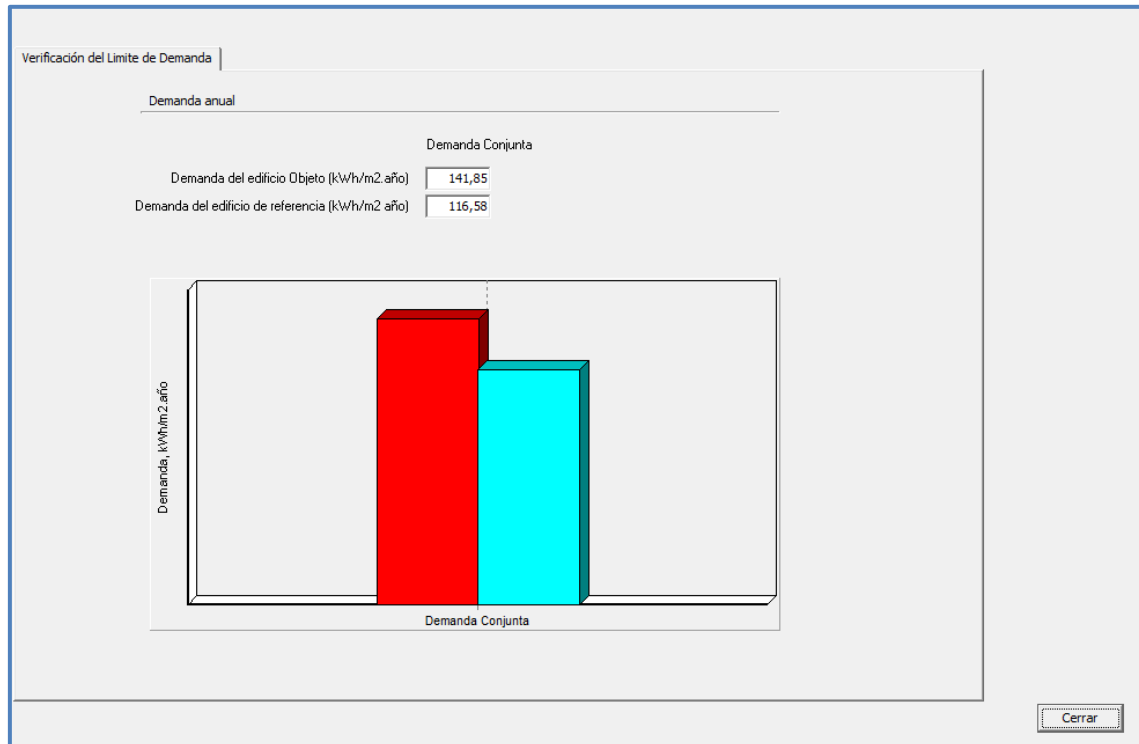 Verificación del Limite de Demanda
Demanda anual
Demanda Conjunta
Demanda del edificio Objeto (kWh/m2.año) 141,85
Demanda del edificio de referencia (kWh/m2 año) 116,58
Demanda, kWh/m2.año
Demanda Conjunta
Cerrar